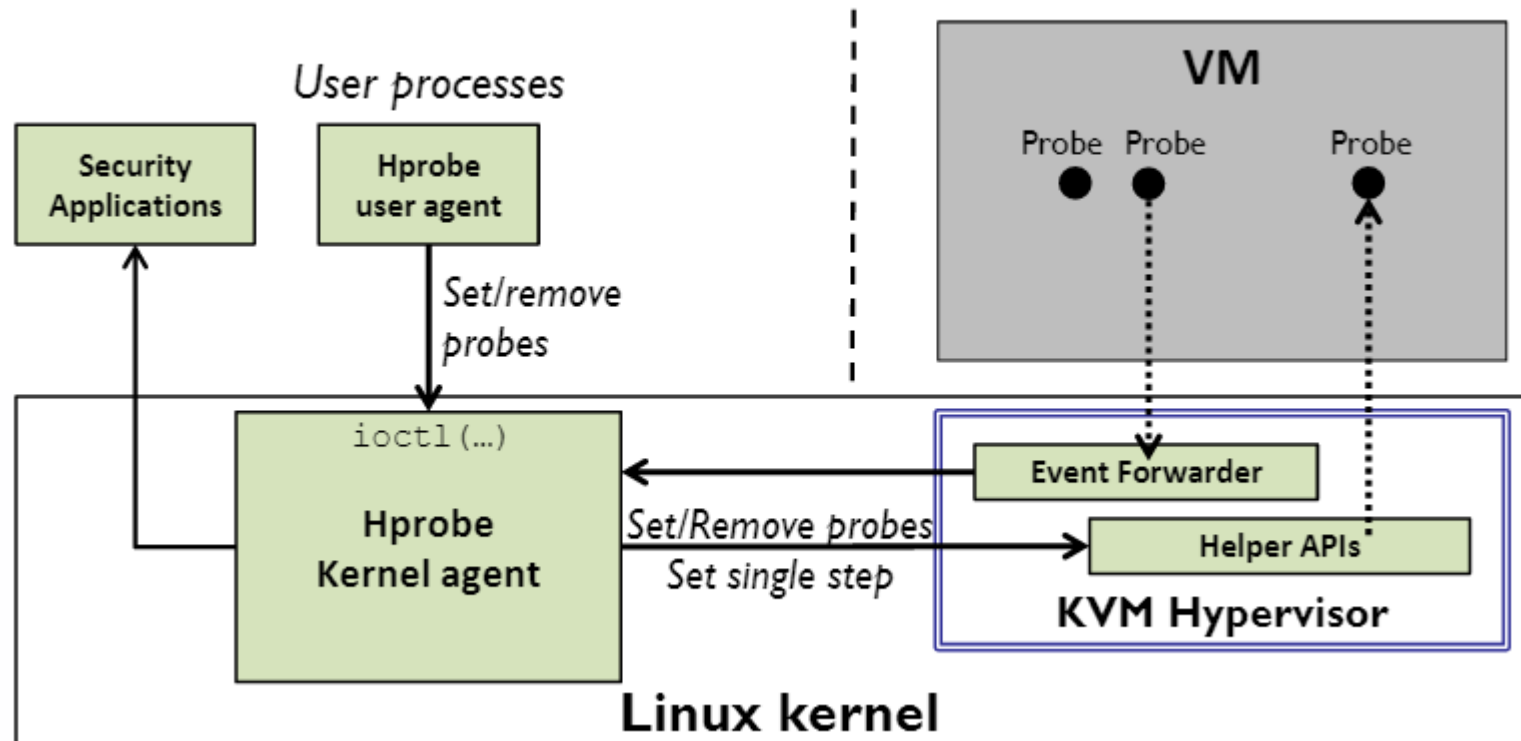 User processes
Security
Applications
Hprobe
user agent
Set/remove
probes
VM
Probe
Probe
Probe
ioctl(…)
Hprobe
Kernel agent
Event Forwarder
Set/Remove probes
Set single step
Helper APIs
KVM Hypervisor
Linux kernel